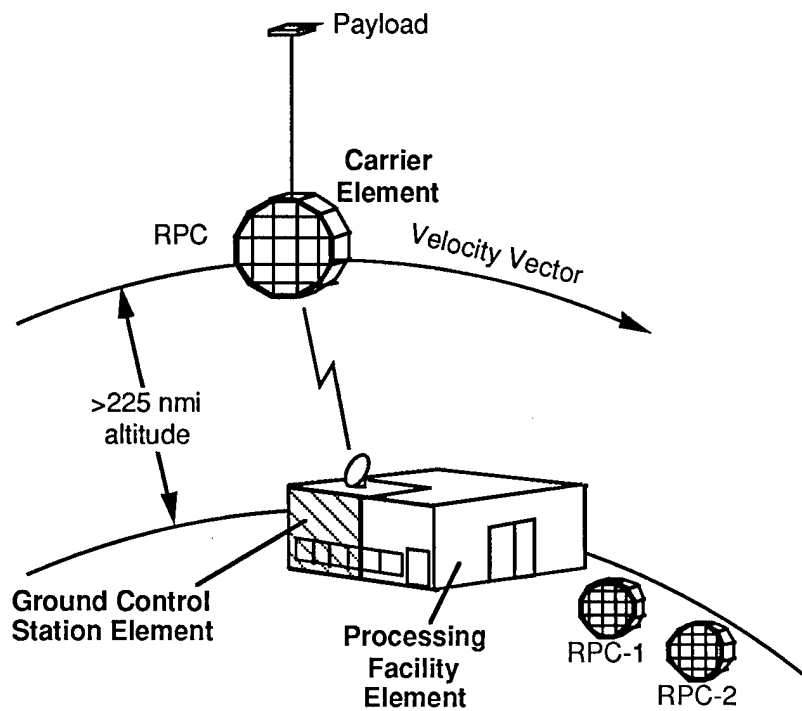 Payload
Carrier
Element
RPC
Velocity Vector
>225 nmi
altitude
Ground Control
Station Element
Processing
Facility
Element
RPC-1
RPC-2